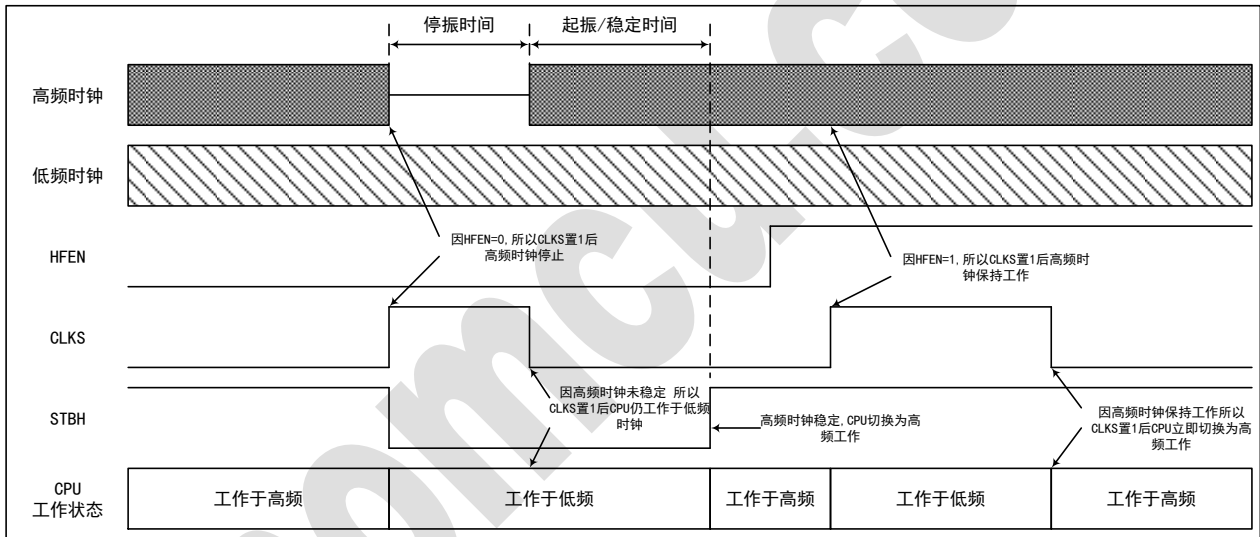 停振时间
起振/稳定时间
高频时钟
低频时钟
HFEN
因HFEN=0,所以CLKS置1后
高频时钟停止
因HFEN=1,所以CLKS置1后高频时
钟保持工作
CLKS
STBH
因高频时钟未稳定 所以
CLKS置1后CPU仍工作于低频
时钟
高频时钟稳定,CPU切换为高
频工作
因高频时钟保持工作所以
CLKS置1后CPU立即切换为高
频工作
CPU
工作状态
工作于高频
工作于低频
工作于高频
工作于低频
工作于高频